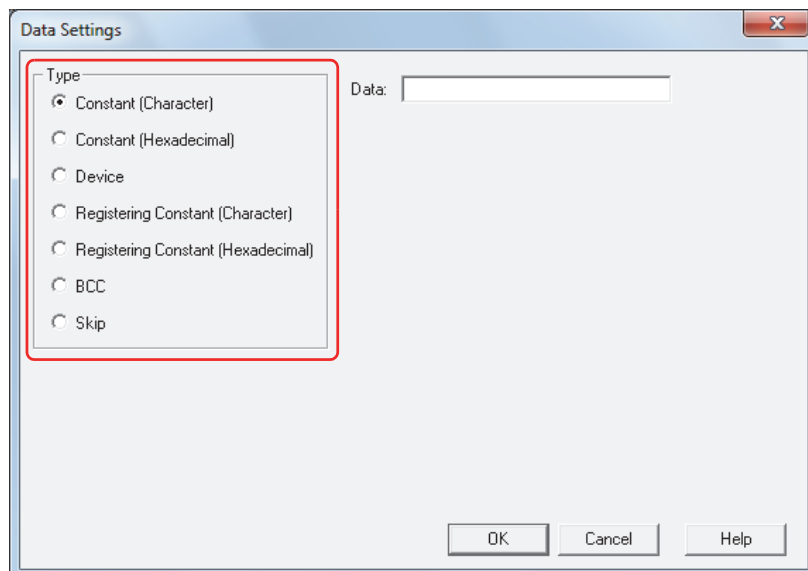 Data Settings
Type
Constant (Character)
Constant (Hexadecimal)
Device
Registering Constant (Character)
Registering Constant (Hexadecimal)
BCC
Skip
Data:
OK
Cancel
Help